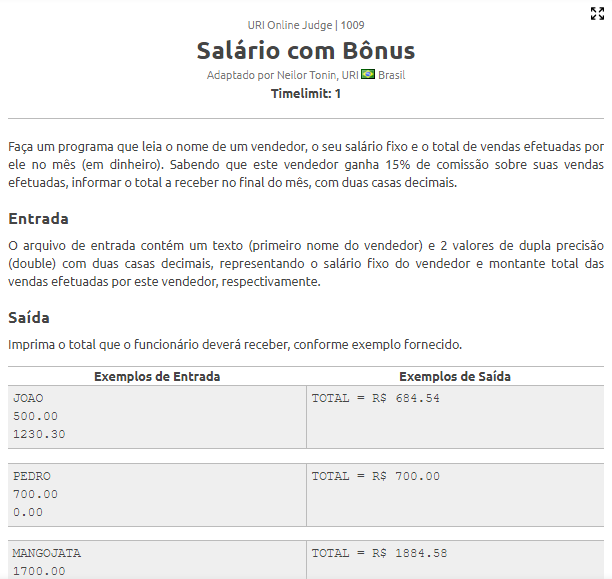 URI Online Judge | 1009
Salário com Bônus
Adaptado por Neilor Tonin, URI Brasil
Timelimit: 1
Faça um programa que leia o nome de um vendedor, o seu salário fixo e o total de vendas efetuadas por
ele no mês (em dinheiro). Sabendo que este vendedor ganha 15% de comissão sobre suas vendas
efetuadas, informar o total a receber no final do mês, com duas casas decimais.
Entrada
O arquivo de entrada contém um texto (primeiro nome do vendedor) e 2 valores de dupla precisão
(double) com duas casas decimais, representando o salário fixo do vendedor e montante total das
vendas efetuadas por este vendedor, respectivamente.
Saída
Imprima o total que o funcionário deverá receber, conforme exemplo fornecido.
Exemplos de Entrada Exemplos de Saída
JOAO TOTAL = R$ 684.54
500.00
1230.30
PEDRO TOTAL = R$ 700.00
700.00
0.00
MANGOJATA TOTAL = R$ 1884.58
1700.00